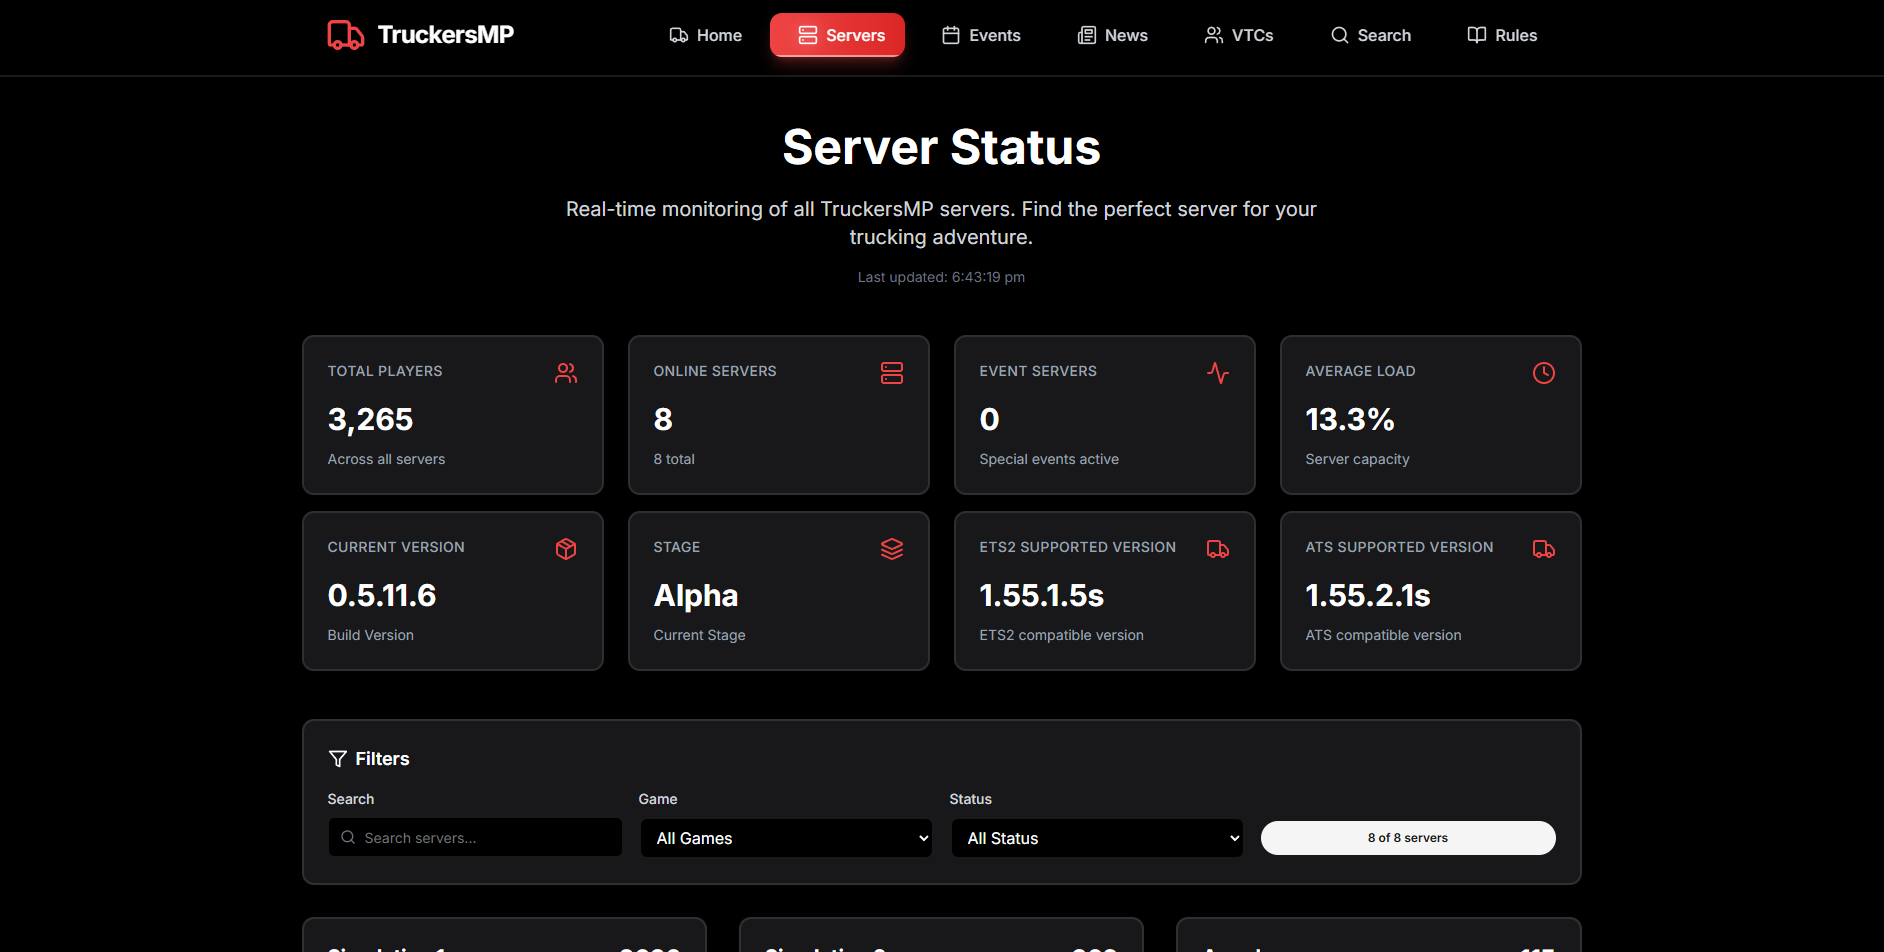 TruckersMP
Home
Servers
Events
News
VTCs
Search
Rules
Server Status
Real-time monitoring of all TruckersMP servers. Find the perfect server for your
trucking adventure.
Last updated: 6:43:19 pm
TOTAL PLAYERS
3,265
Across all servers
ONLINE SERVERS
8
8 total
EVENT SERVERS
0
Special events active
AVERAGE LOAD
13.3%
Server capacity
CURRENT VERSION
0.5.11.6
Build Version
STAGE
Alpha
Current Stage
ETS2 SUPPORTED VERSION
1.55.1.5s
ETS2 compatible version
ATS SUPPORTED VERSION
1.55.2.1s
ATS compatible version
Filters
Search
Search servers...
Game
All Games
Status
All Status
8 of 8 servers